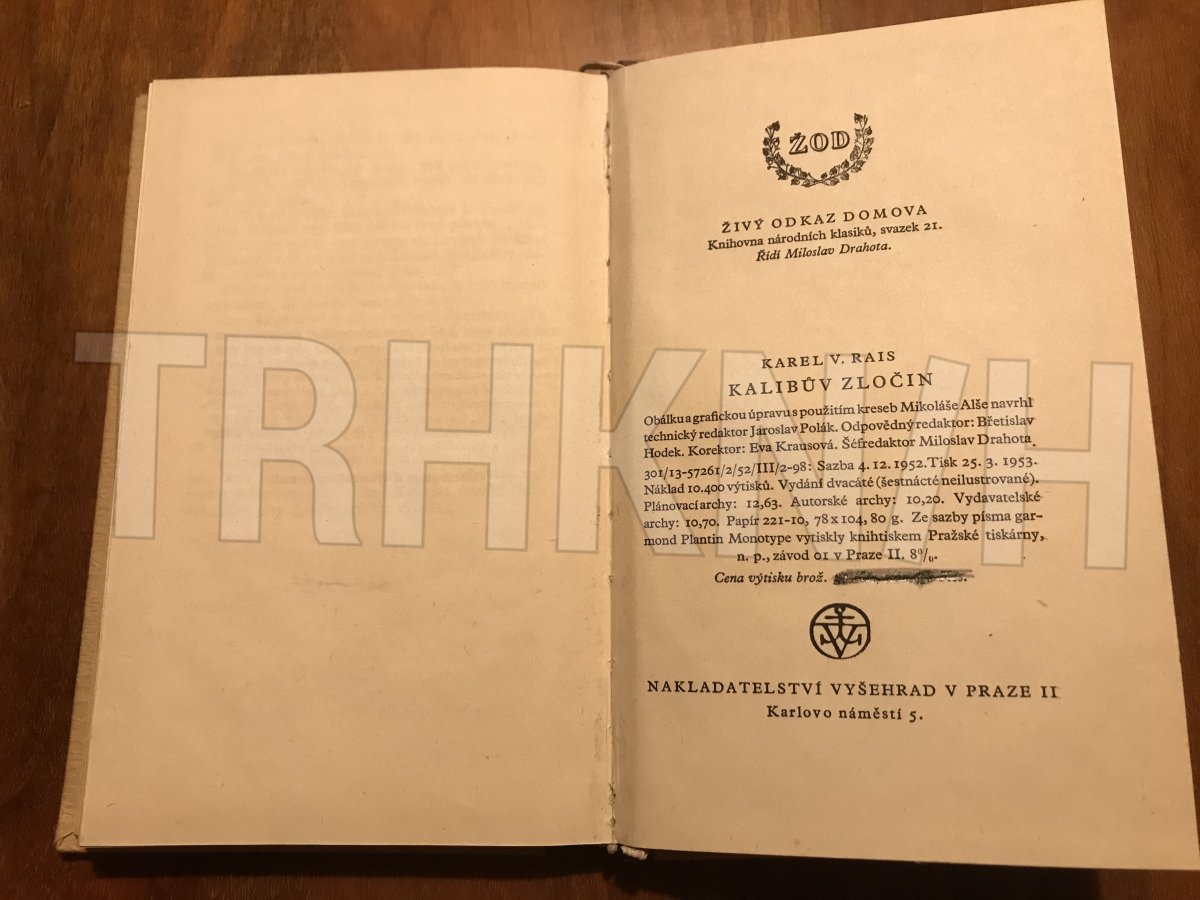 ŽOD
ŽIVÝ ODKAZ DOMOVA
Knihovna národních klasiků, svazek 21.
Řídí Miloslav Drahota.
KAREL V. RAIS
KALIBŮV ZLOČIN
Obálku a grafickou úpravu s použitím kreseb Mikoláše Alše navrhl
technický redaktor Jaroslav Polák. Odpovědný redaktor: Břetislav
Hodek. Korektor: Eva Krausová. Šéfredaktor Miloslav Drahota.
301/13-57261/2/52/III/2-98: Sazba 4. 12. 1952. Tisk 25. 3. 1953.
Náklad 10.400 výtisků. Vydání dvacáté (šestnácté neilustrované).
Plánovací archy: 12,63. Autorské archy: 10,20. Vydavatelské
archy: 10,70. Papír 221-10, 78 x 104, 80 g. Ze sazby písma gar-
mond Plantin Monotype vytiskly knihtiskem Pražské tiskárny,
n. p., závod 01 v Praze II. 8%.
Cena výtisku brož.
NAKLADATELSTVÍ VYŠEHRAD V PRAZE II
Karlovo náměstí 5.
TRHKNIH